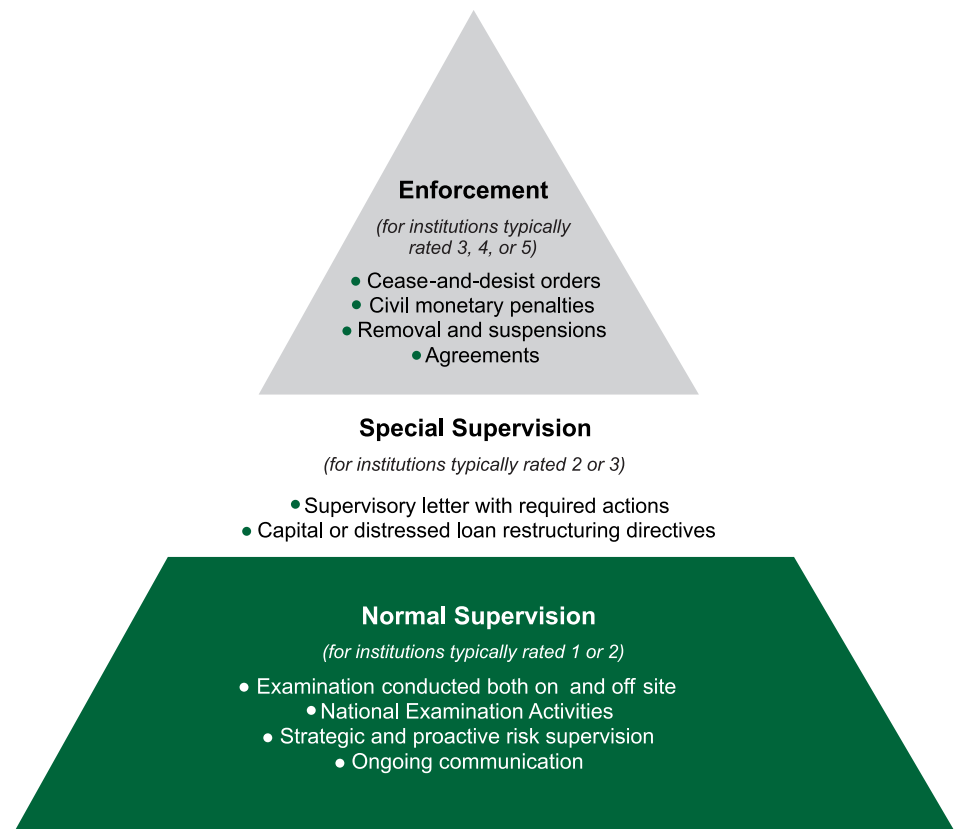 Enforcement
(for institutions typically
rated 3, 4, or 5)
● Cease-and-desist orders
● Civil monetary penalties
● Removal and suspensions
● Agreements
Special Supervision
(for institutions typically rated 2 or 3)
● Supervisory letter with required actions
● Capital or distressed loan restructuring directives
Normal Supervision
(for institutions typically rated 1 or 2)
● Examination conducted both on and off site
● National Examination Activities
● Strategic and proactive risk supervision
● Ongoing communication